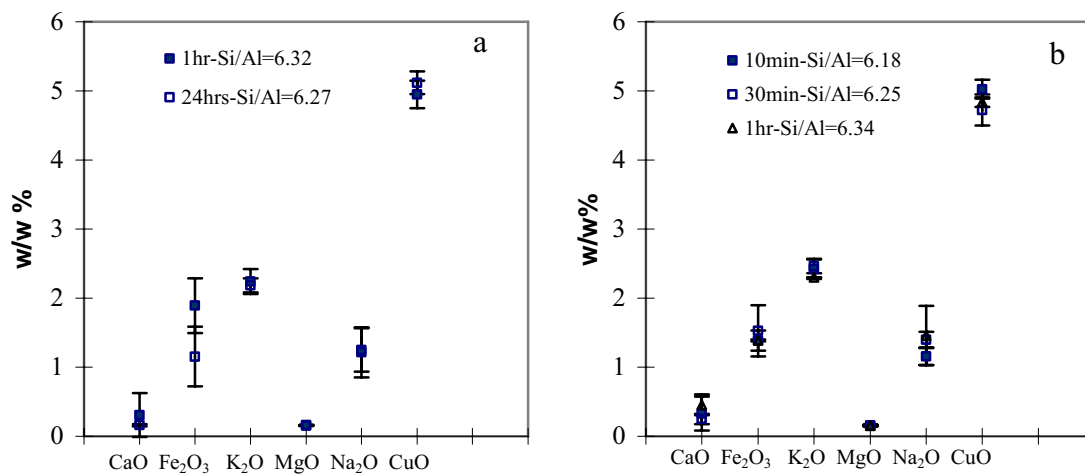 a
1hr-Si/Al=6.32
24hrs-Si/Al=6.27
w/w %
6
5
4
3
2
1
0
CaO Fe₂O₃ K₂O MgO Na₂O CuO
b
10min-Si/Al=6.18
30min-Si/Al=6.25
1hr-Si/Al=6.34
w/w%
6
5
4
3
2
1
0
CaO Fe₂O₃ K₂O MgO Na₂O CuO